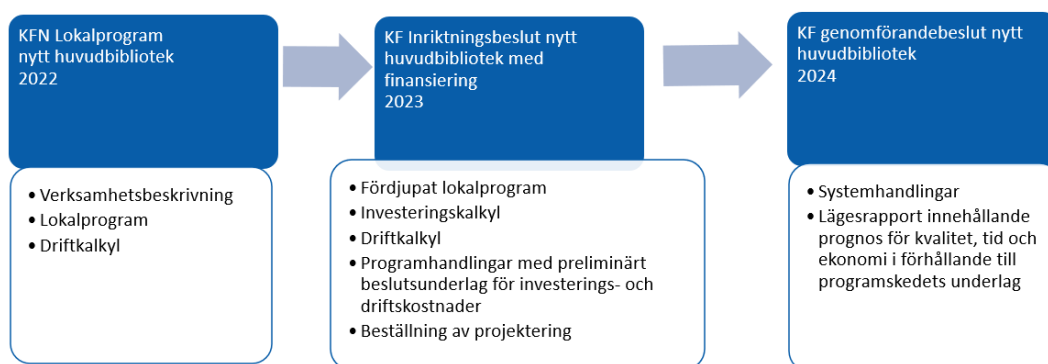 KFN Lokalprogram
nytt huvudbibliotek
2022
• Verksamhetsbeskrivning
• Lokalprogram
• Driftkalkyl
KF Inriktningsbeslut nytt
huvudbibliotek med
finansiering
2023
• Fördjupat lokalprogram
• Investeringskalkyl
• Driftkalkyl
• Programhandlingar med preliminärt
beslutsunderlag för investerings- och
driftskostnader
• Beställning av projektering
KF genomförandebeslut nytt
huvudbibliotek
2024
• Systemhandlingar
• Lägesrapport innehållande
prognos för kvalitet, tid och
ekonomi i förhållande till
programskedets underlag